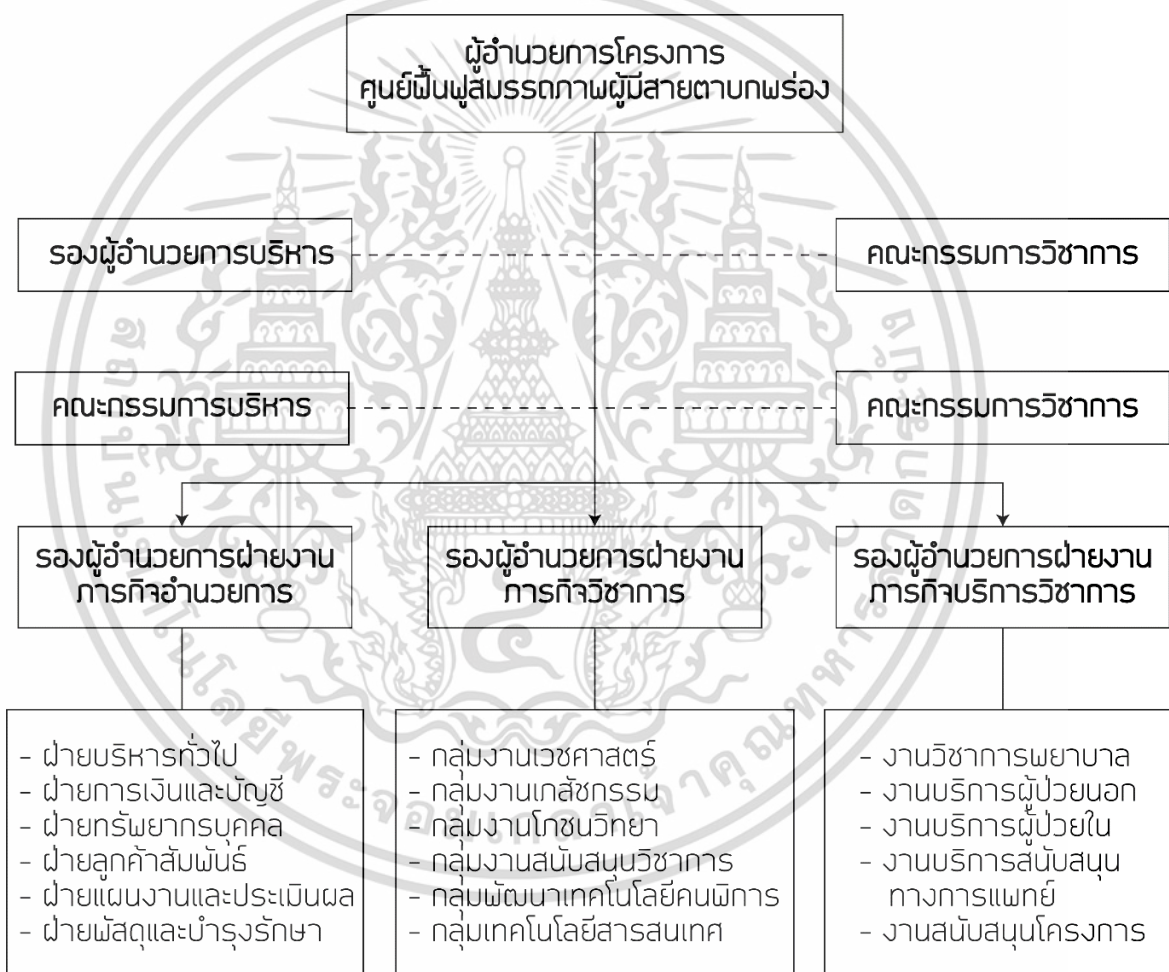 ผู้อำนวยการโครงการ
ศูนย์ฟื้นฟูสมรรถภาพผู้มีสายตาบกพร่อง
รองผู้อำนวยการบริหาร
คณะกรรมการวิชาการ
คณะกรรมการบริหาร
คณะกรรมการวิชาการ
รองผู้อำนวยการฝ่ายงาน
ภารกิจอำนวยการ
รองผู้อำนวยการฝ่ายงาน
ภารกิจวิชาการ
รองผู้อำนวยการฝ่ายงาน
ภารกิจบริการวิชาการ
- ฝ่ายบริหารทั่วไป
- ฝ่ายการเงินและบัญชี
- ฝ่ายทรัพยากรบุคคล
- ฝ่ายลูกค้าสัมพันธ์
- ฝ่ายแผนงานและประเมินผล
- ฝ่ายพัสดุและบำรุงรักษา
- กลุ่มงานเวชศาสตร์
- กลุ่มงานเภสัชกรรม
- กลุ่มงานโภชนวิทยา
- กลุ่มงานสนับสนุนวิชาการ
- กลุ่มพัฒนาเทคโนโลยีคนพิการ
- กลุ่มเทคโนโลยีสารสนเทศ
- งานวิชาการพยาบาล
- งานบริการผู้ป่วยนอก
- งานบริการผู้ป่วยใน
- งานบริการสนับสนุน
ทางการแพทย์
- งานสนับสนุนโครงการ